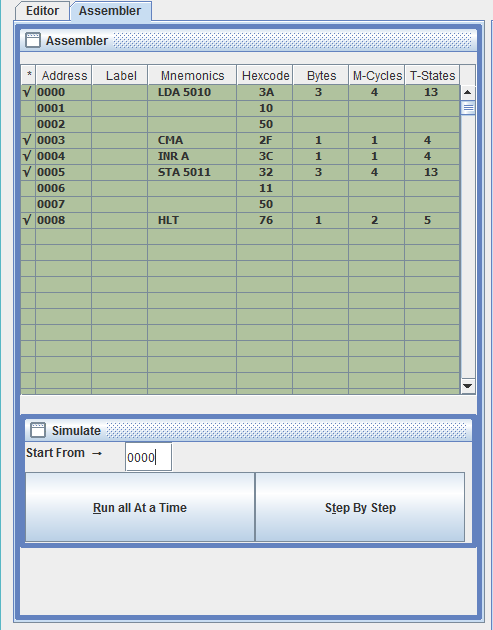 Editor Assembler
Assembler
* Address Label Mnemonics Hexcode Bytes M-Cycles T-States
√ 0000 LDA 5010 3A 3 4 13
0001 10
0002 50
√ 0003 CMA 2F 1 1 4
√ 0004 INR A 3C 1 1 4
√ 0005 STA 5011 32 3 4 13
0006 11
0007 50
√ 0008 HLT 76 1 2 5
Simulate
Start From → 0000
Run all At a Time Step By Step